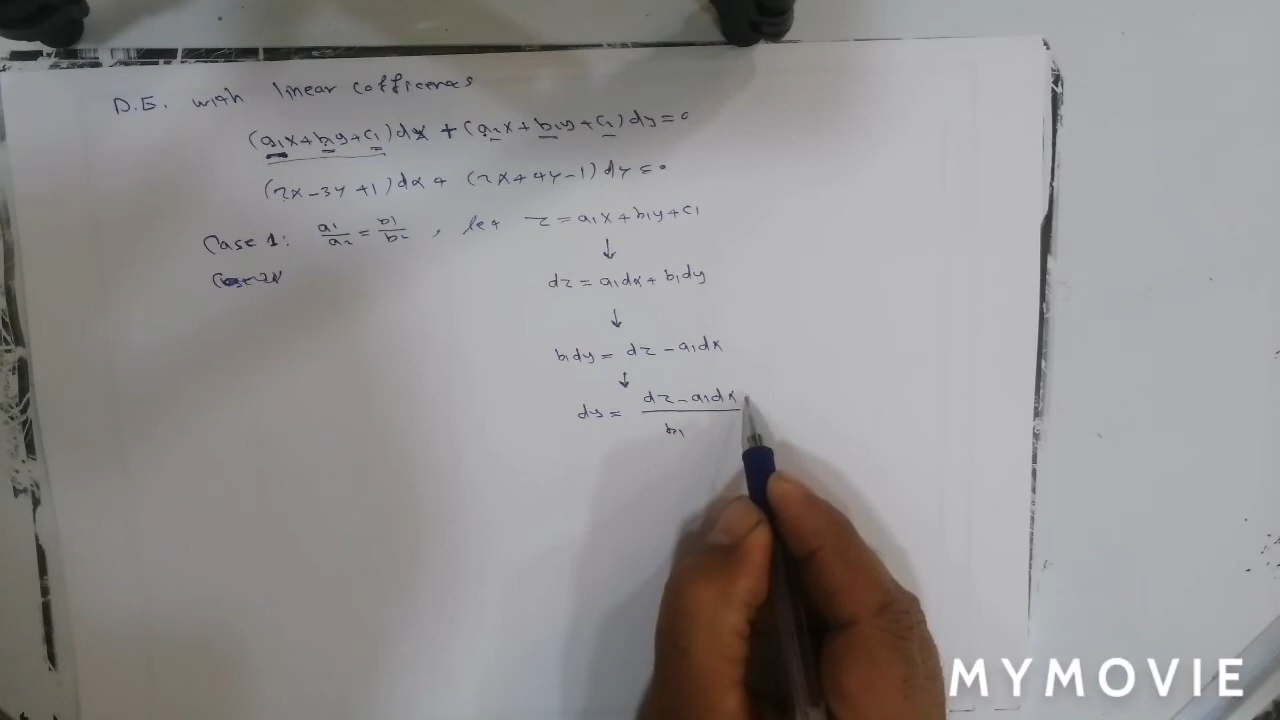 D.E. with linear cofficenes
(a₁x+b₁y+c₁)dx + (a₂x+b₂y+c₂)dy=0
(2x-3y+1)dx+ (2x+4y-1)dy=0
Case 1: a₁/a₂ = b₁/b₂ , let z=a₁x+b₁y+c₁
↓
dz=a₁dx+b₁dy
↓
b₁dy= dz-a₁dx
↓
dy= dz-a₁dx / b₁
MYMOVIE